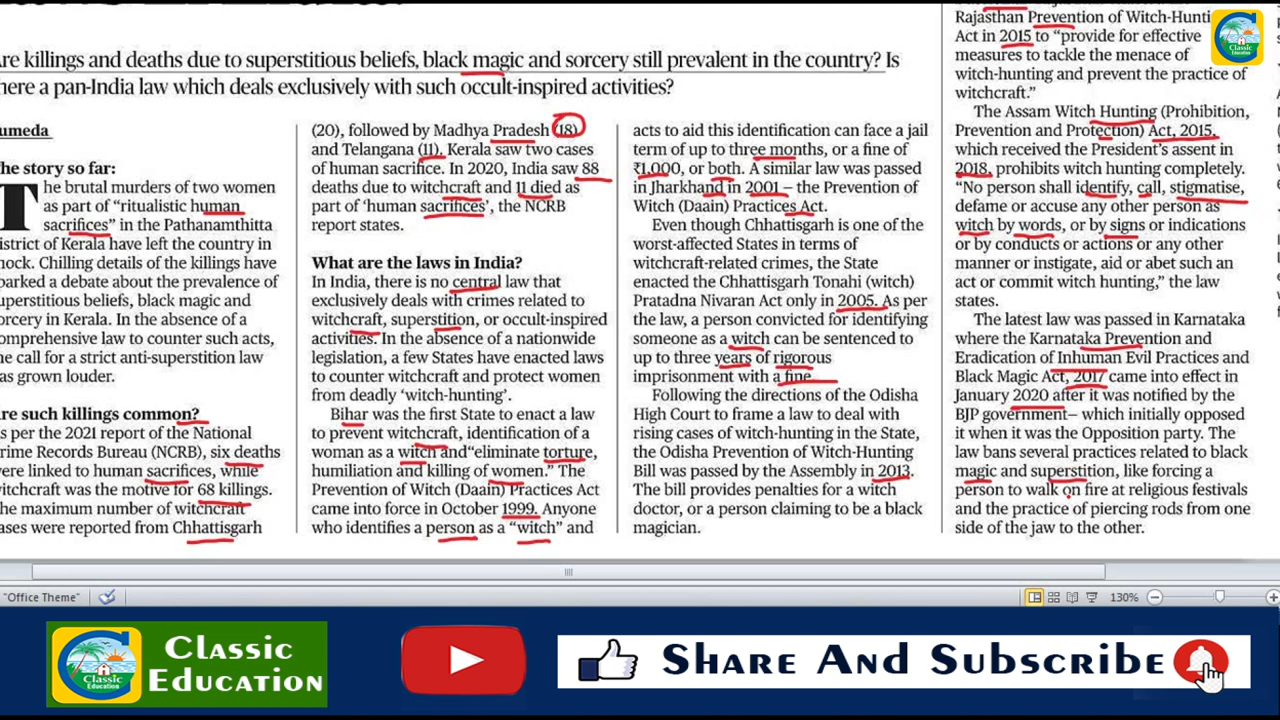 Are killings and deaths due to superstitious beliefs, black magic and sorcery still prevalent in the country? Is
there a pan-India law which deals exclusively with such occult-inspired activities?
umeda
The story so far:
The brutal murders of two women
as part of “ritualistic human
sacrifices” in the Pathanamthitta
district of Kerala have left the country in
shock. Chilling details of the killings have
sparked a debate about the prevalence of
superstitious beliefs, black magic and
sorcery in Kerala. In the absence of a
comprehensive law to counter such acts,
the call for a strict anti-superstition law
has grown louder.
Are such killings common?
As per the 2021 report of the National
Crime Records Bureau (NCRB), six deaths
were linked to human sacrifices, while
witchcraft was the motive for 68 killings.
The maximum number of witchcraft
cases were reported from Chhattisgarh
(20), followed by Madhya Pradesh (18)
and Telangana (11). Kerala saw two cases
of human sacrifice. In 2020, India saw 88
deaths due to witchcraft and 11 died as
part of ‘human sacrifices’, the NCRB
report states.
What are the laws in India?
In India, there is no central law that
exclusively deals with crimes related to
witchcraft, superstition, or occult-inspired
activities. In the absence of a nationwide
legislation, a few States have enacted laws
to counter witchcraft and protect women
from deadly ‘witch-hunting’.
Bihar was the first State to enact a law
to prevent witchcraft, identification of a
woman as a witch and “eliminate torture,
humiliation and killing of women.” The
Prevention of Witch (Daain) Practices Act
came into force in October 1999. Anyone
who identifies a person as a “witch” and
acts to aid this identification can face a jail
term of up to three months, or a fine of
₹1,000, or both. A similar law was passed
in Jharkhand in 2001 – the Prevention of
Witch (Daain) Practices Act.
Even though Chhattisgarh is one of the
worst-affected States in terms of
witchcraft-related crimes, the State
enacted the Chhattisgarh Tonahi (witch)
Pratadna Nivaran Act only in 2005. As per
the law, a person convicted for identifying
someone as a witch can be sentenced to
up to three years of rigorous
imprisonment with a fine.
Following the directions of the Odisha
High Court to frame a law to deal with
rising cases of witch-hunting in the State,
the Odisha Prevention of Witch-Hunting
Bill was passed by the Assembly in 2013.
The bill provides penalties for a witch
doctor, or a person claiming to be a black
magician.
Rajasthan Prevention of Witch-Hunti
Act in 2015 to “provide for effective
measures to tackle the menace of
witch-hunting and prevent the practice of
witchcraft.”
The Assam Witch Hunting (Prohibition,
Prevention and Protection) Act, 2015,
which received the President’s assent in
2018, prohibits witch hunting completely.
“No person shall identify, call, stigmatise,
defame or accuse any other person as
witch by words, or by signs or indications
or by conducts or actions or any other
manner or instigate, aid or abet such an
act or commit witch hunting,” the law
states.
The latest law was passed in Karnataka
where the Karnataka Prevention and
Eradication of Inhuman Evil Practices and
Black Magic Act, 2017 came into effect in
January 2020 after it was notified by the
BJP government– which initially opposed
it when it was the Opposition party. The
law bans several practices related to black
magic and superstition, like forcing a
person to walk on fire at religious festivals
and the practice of piercing rods from one
side of the jaw to the other.
Classic
Education
"Office Theme"
130%
Classic
Education
Classic
Education
Share And Subscribe